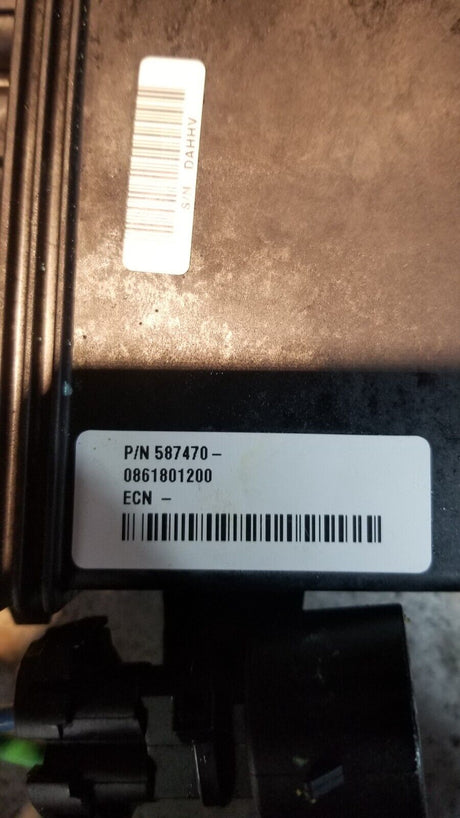 S/N DAHHV
P/N 587470-
0861801200
ECN -